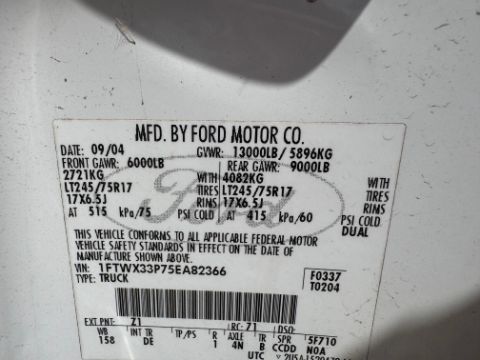 MFD. BY FORD MOTOR CO.
DATE: 09/04 GVWR: 13000LB/ 5896KG
FRONT GAWR: 6000LB REAR GAWR: 9000LB
2721KG WITH 4082KG WITH
LT245/75R17 TIRES LT245/75R17 TIRES
17X6.5J RIMS 17X6.5J RIMS
AT 515 kPa/75 PSI COLD AT 415 kPa/60 PSI COLD
DUAL
THIS VEHICLE CONFORMS TO ALL APPLICABLE FEDERAL MOTOR
VEHICLE SAFETY STANDARDS IN EFFECT ON THE DATE OF
MANUFACTURE SHOWN ABOVE.
VIN: 1FTWX33P75EA82366 F0337
TYPE: TRUCK T0204
EXT PNT: Z1 RC: 71 DSO:
WB INT TR TP/PS R AXLE TR SPR 5F710
158 DE 1 4N B CCDD N0A
UTC
Ford